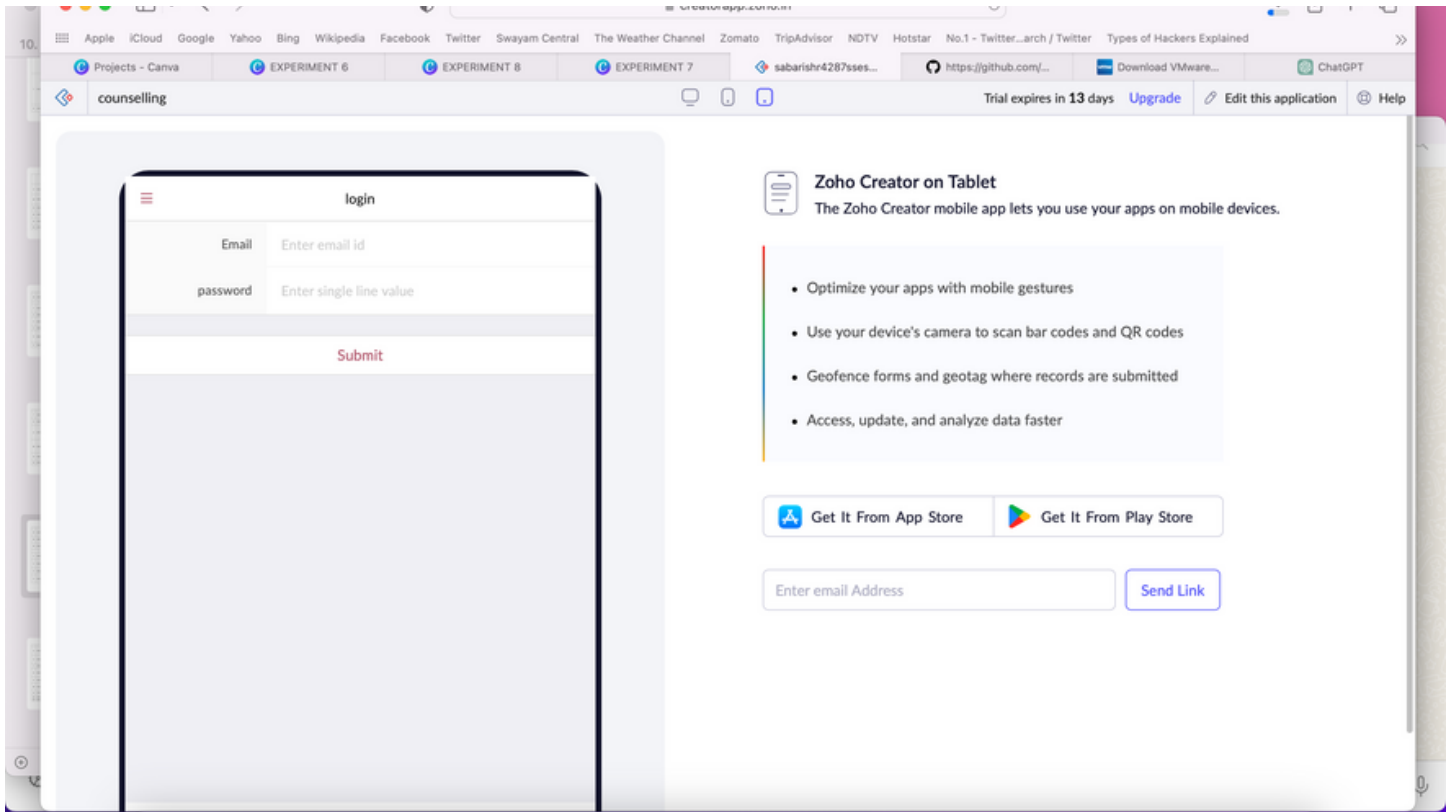 creatorapp.zoho.in
10.
Apple iCloud Google Yahoo Bing Wikipedia Facebook Twitter Swayam Central The Weather Channel Zomato TripAdvisor NDTV Hotstar No.1 - Twitter...arch / Twitter Types of Hackers Explained
Projects - Canva EXPERIMENT 6 EXPERIMENT 8 EXPERIMENT 7 sabarishr4287sses... https://github.com/... Download VMware... ChatGPT
counselling Trial expires in 13 days Upgrade Edit this application Help
login
Email Enter email id
password Enter single line value
Submit
Zoho Creator on Tablet
The Zoho Creator mobile app lets you use your apps on mobile devices.
• Optimize your apps with mobile gestures
• Use your device's camera to scan bar codes and QR codes
• Geofence forms and geotag where records are submitted
• Access, update, and analyze data faster
Get It From App Store Get It From Play Store
Enter email Address Send Link